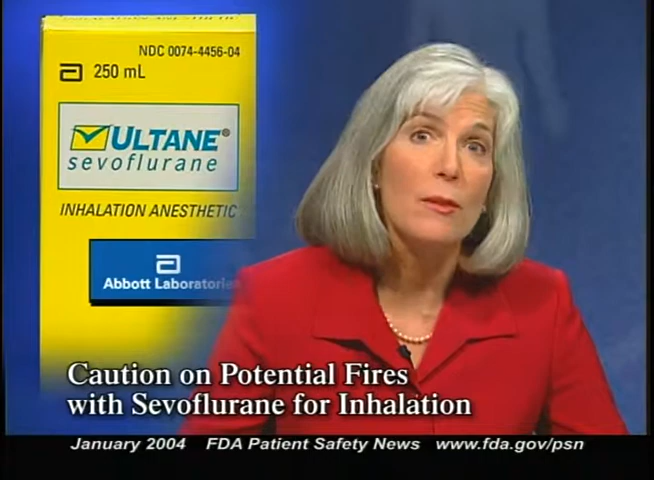 NDC 0074-4456-04
250 mL
ULTANE®
sevoflurane
INHALATION ANESTHETIC
Abbott Laboratories
Caution on Potential Fires
with Sevoflurane for Inhalation
January 2004 FDA Patient Safety News www.fda.gov/psn